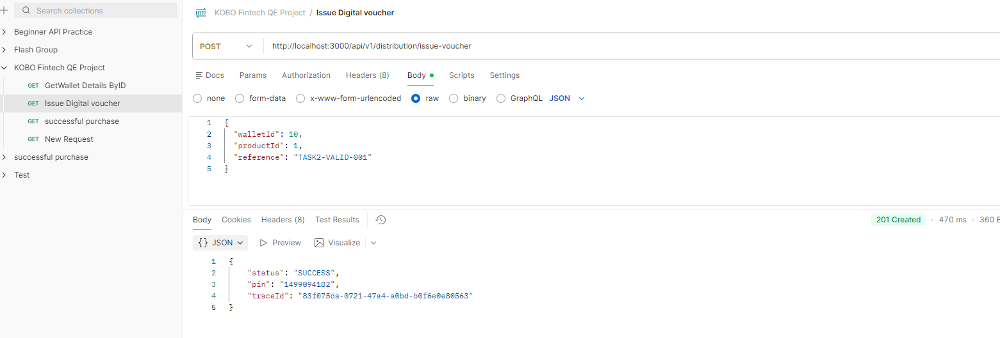 Search collections
Beginner API Practice
Flash Group
KOBO Fintech QE Project
GET GetWallet Details ByID
GET Issue Digital voucher
GET successful purchase
GET New Request
successful purchase
Test
HTTP KOBO Fintech QE Project / Issue Digital voucher
POST http://localhost:3000/api/v1/distribution/issue-voucher
Docs Params Authorization Headers (8) Body Scripts Settings
none form-data x-www-form-urlencoded raw binary GraphQL JSON
1 {
2 "walletId": 10,
3 "productId": 1,
4 "reference": "TASK2-VALID-001"
5 }
Body Cookies Headers (8) Test Results 201 Created • 470 ms • 360 B
{} JSON Preview Visualize
1 {
2 "status": "SUCCESS",
3 "pin": "1499094182",
4 "traceId": "83f075da-0721-47a4-a0bd-b0f6e0e80563"
5 }